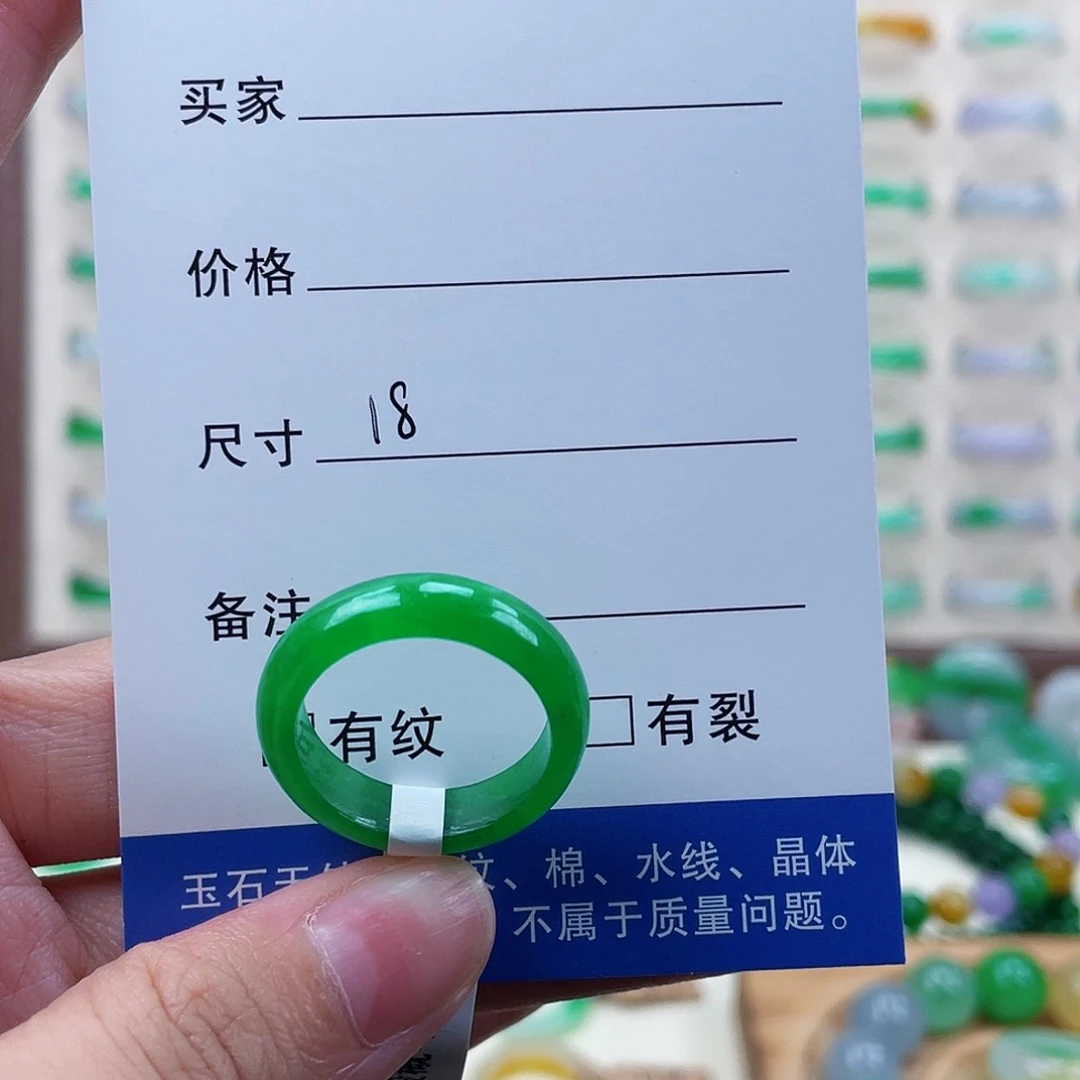 买家
价格
尺寸 18
备注
有纹 有裂
玉石天 纹、棉、水线、晶体
不属于质量问题。